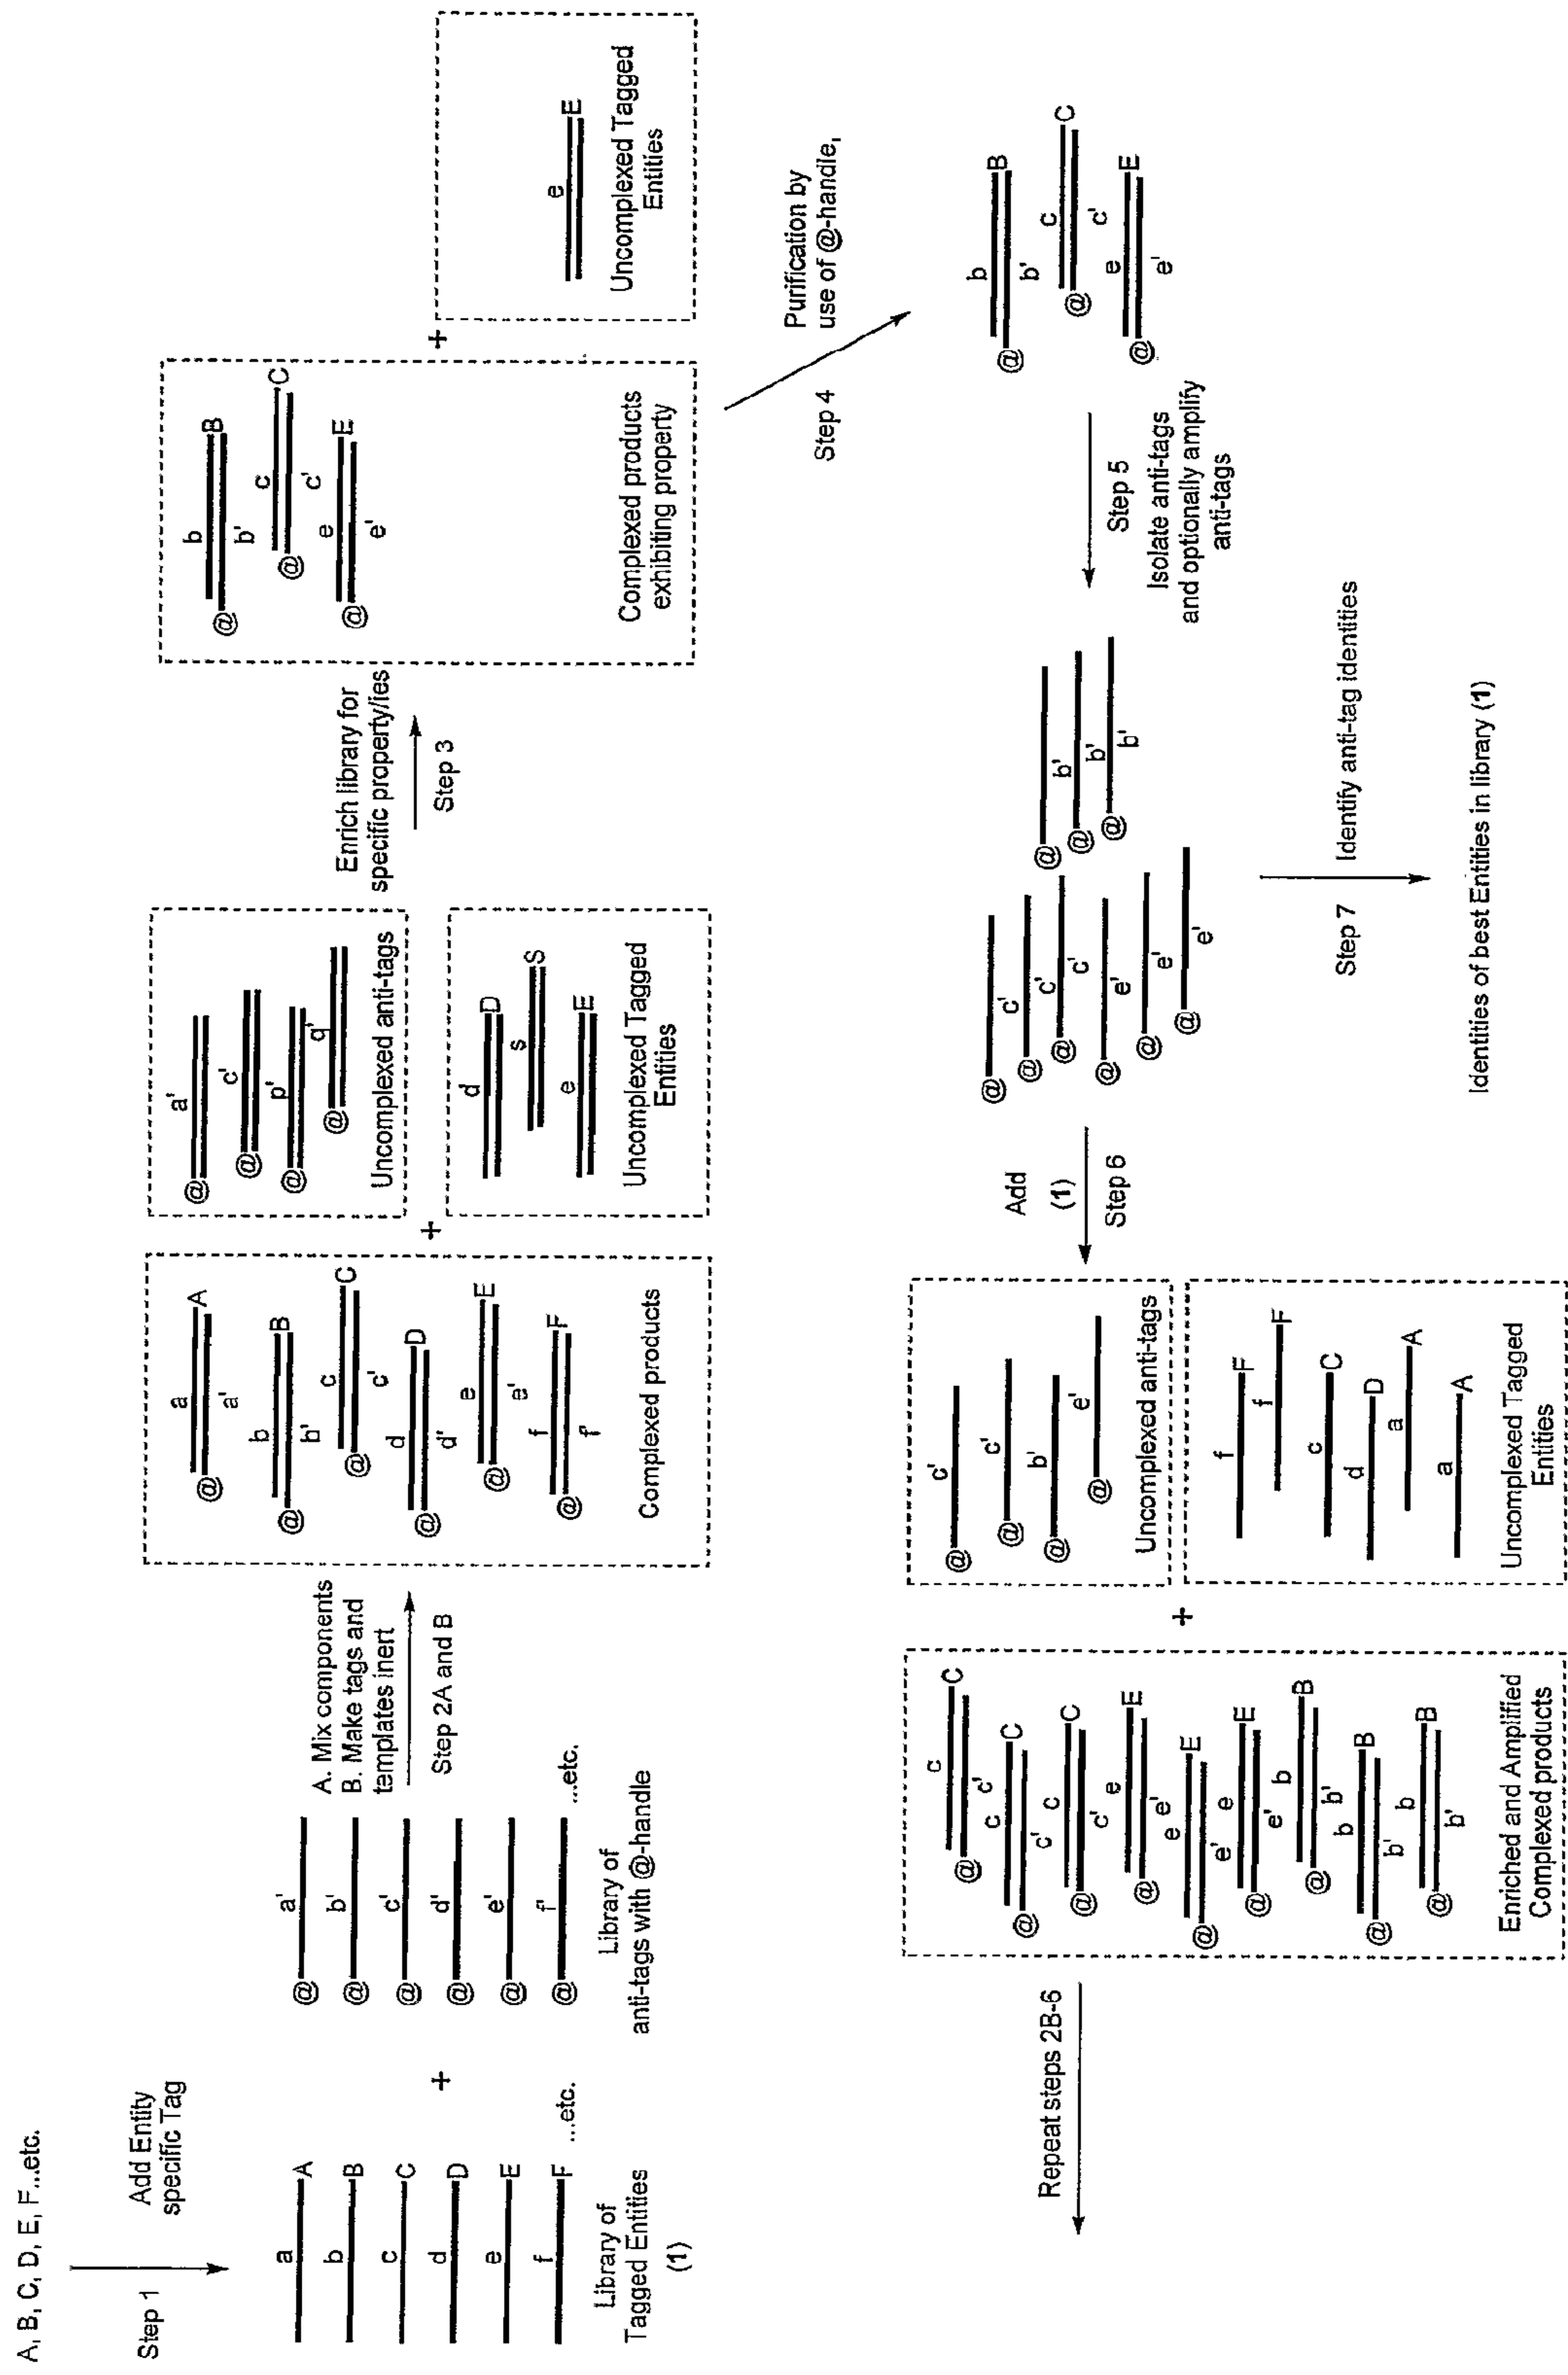 A, B, C, D, E, F...etc.
Step 1
Add Entity
specific Tag
a
A
b
B
c
C
d
D
e
E
f
F
...etc.
Library of
Tagged Entities
(1)
+
@
a'
@
b'
@
c'
@
d'
@
e'
@
f'
...etc.
Library of
anti-tags with @-handle
A. Mix components
B. Make tags and
templates inert
Step 2A and B
a
A
@
a'
b
B
@
b'
c
C
@
c'
d
D
@
d'
e
E
@
e'
f
F
@
f'
Complexed products
+
a'
@
c'
@
p'
@
q'
@
Uncomplexed anti-tags
d
D
s
S
e
E
Uncomplexed Tagged
Entities
Enrich library for
specific property/ies
Step 3
b
B
@
b'
c
C
@
c'
e
E
@
e'
Complexed products
exhibiting property
+
e
E
Uncomplexed Tagged
Entities
Step 4
Purification by
use of @-handle,
b
B
@
b'
c
C
@
c'
e
E
@
e'
Step 5
Isolate anti-tags
and optionally amplify
anti-tags
@
c'
@
c'
@
c'
@
e'
@
e'
@
e'
@
b'
@
b'
@
b'
Step 7
Identify anti-tag identities
Identities of best Entities in library (1)
Add
(1)
Step 6
c'
@
c'
@
b'
@
e'
@
Uncomplexed anti-tags
f
F
f
F
c
C
d
D
a
A
a
A
Uncomplexed Tagged
Entities
+
c
C
@
c'
c
C
@
c'
c
C
@
c'
e
E
@
e'
e
E
@
e'
e
E
@
e'
b
B
@
b'
b
B
@
b'
b
B
@
b'
Enriched and Amplified
Complexed products
Repeat steps 2B-6